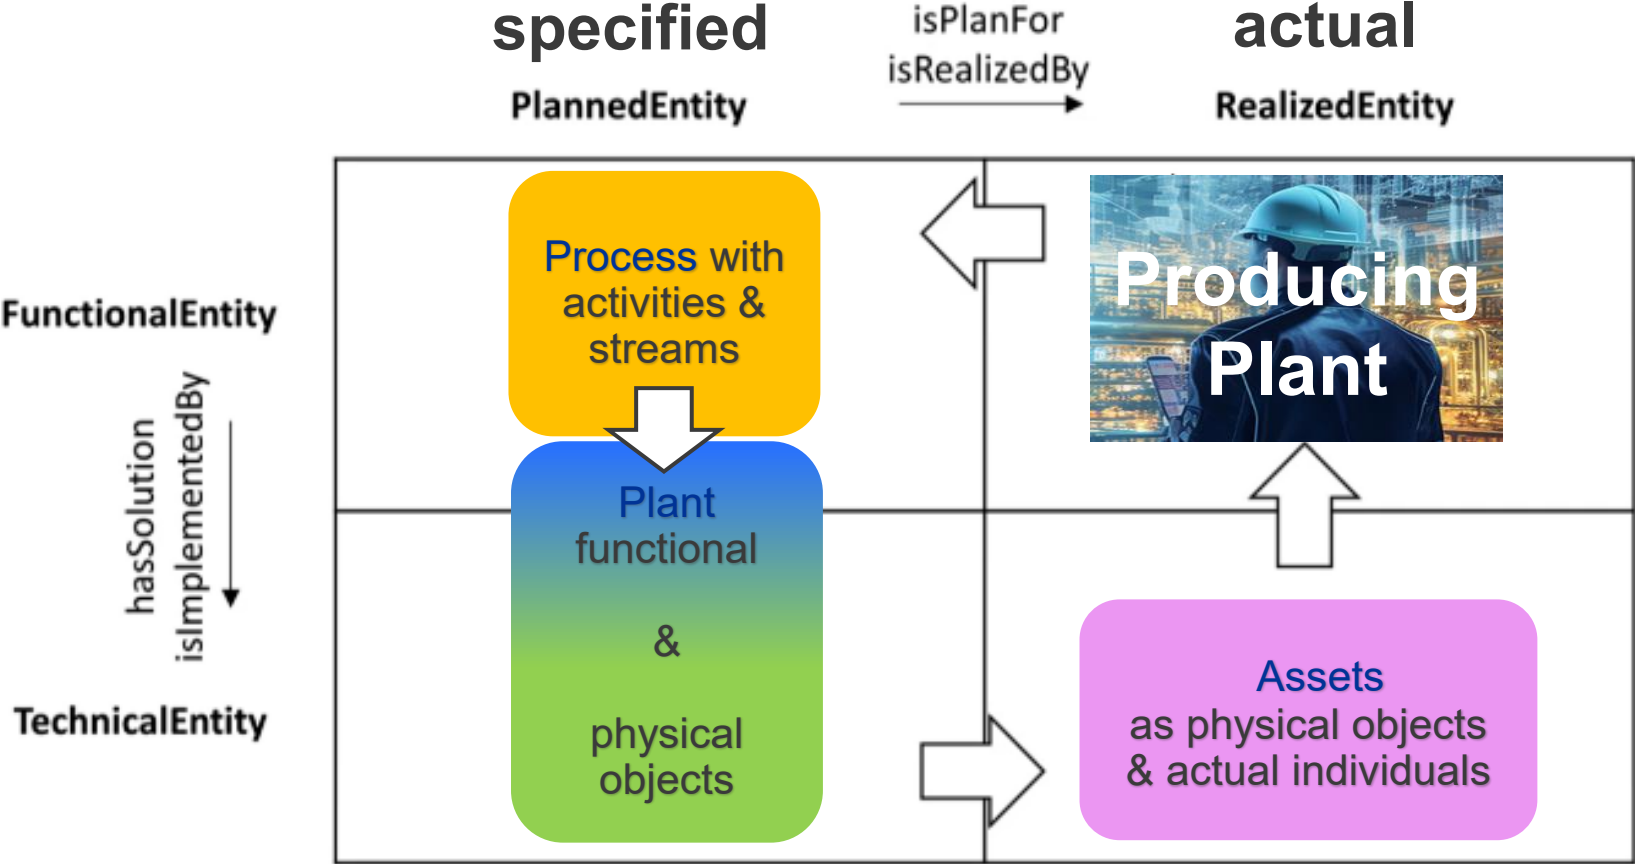 specified
isPlanFor
isRealizedBy
actual
PlannedEntity
RealizedEntity
FunctionalEntity
hasSolution
isImplementedBy
TechnicalEntity
Process with
activities &
streams
Producing
Plant
Plant
functional
&
physical
objects
Assets
as physical objects
& actual individuals